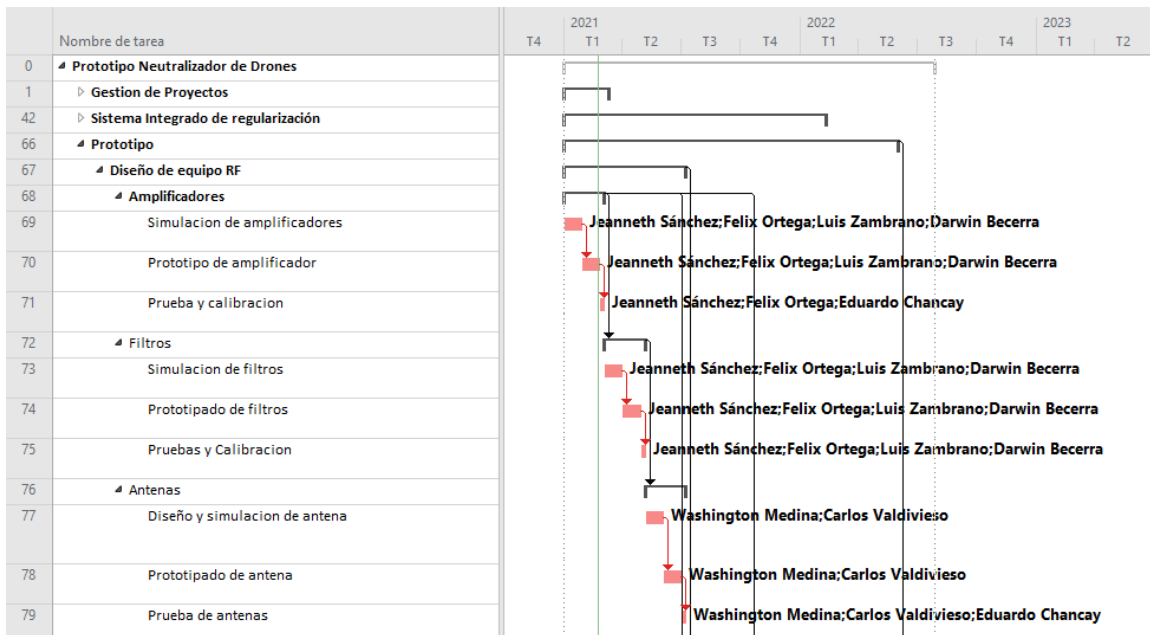 2021 2022 2023
Nombre de tarea T4 T1 T2 T3 T4 T1 T2 T3 T4 T1 T2
0 Prototipo Neutralizador de Drones
1 Gestion de Proyectos
42 Sistema Integrado de regularización
66 Prototipo
67 Diseño de equipo RF
68 Amplificadores
69 Simulacion de amplificadores Jeanneth Sánchez;Felix Ortega;Luis Zambrano;Darwin Becerra
70 Prototipo de amplificador Jeanneth Sánchez;Felix Ortega;Luis Zambrano;Darwin Becerra
71 Prueba y calibracion Jeanneth Sánchez;Felix Ortega;Eduardo Chancay
72 Filtros
73 Simulacion de filtros Jeanneth Sánchez;Felix Ortega;Luis Zambrano;Darwin Becerra
74 Prototipado de filtros Jeanneth Sánchez;Felix Ortega;Luis Zambrano;Darwin Becerra
75 Pruebas y Calibracion Jeanneth Sánchez;Felix Ortega;Luis Zambrano;Darwin Becerra
76 Antenas
77 Diseño y simulacion de antena Washington Medina;Carlos Valdivieso
78 Prototipado de antena Washington Medina;Carlos Valdivieso
79 Prueba de antenas Washington Medina;Carlos Valdivieso;Eduardo Chancay